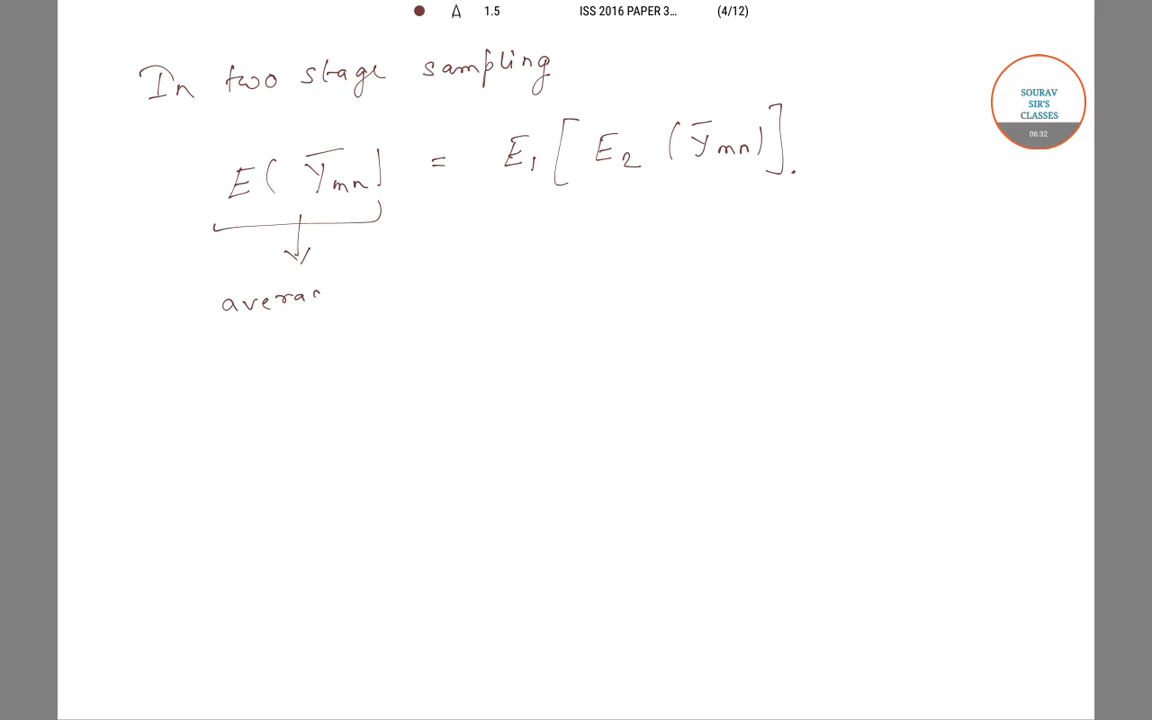 1.5 ISS 2016 PAPER 3... (4/12)
In two stage sampling
SOURAV
SIR'S
CLASSES
06:32
E( ȳmn) = E₁[ E₂ (ȳmn)].
avera